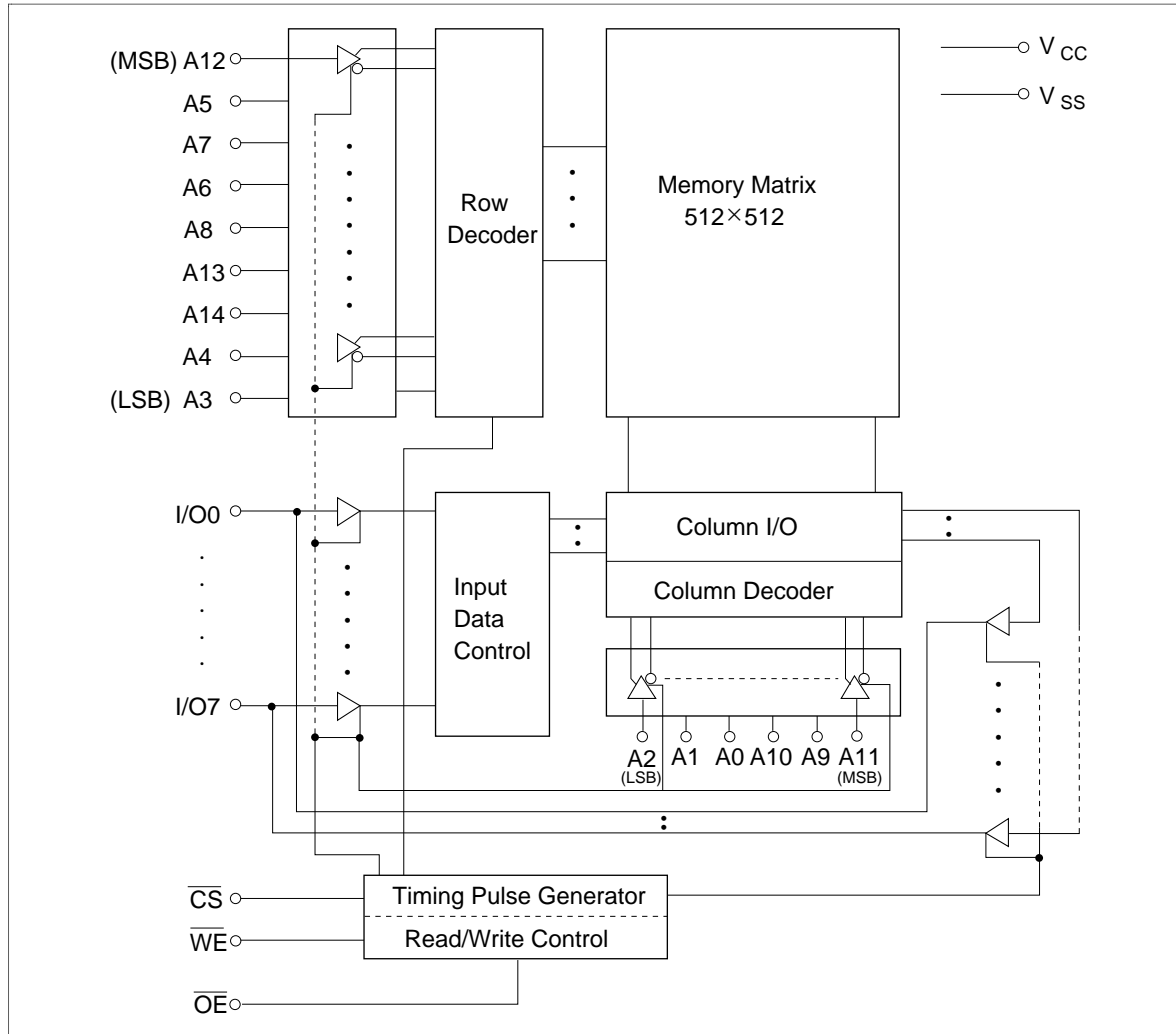 (MSB) A12
A5
A7
A6
A8
A13
A14
A4
(LSB) A3
Row
Decoder
Memory Matrix
512×512
V CC
V SS
I/O0
I/O7
Input
Data
Control
Column I/O
Column Decoder
A2 A1 A0 A10 A9 A11
(LSB) (MSB)
CS
WE
OE
Timing Pulse Generator
Read/Write Control